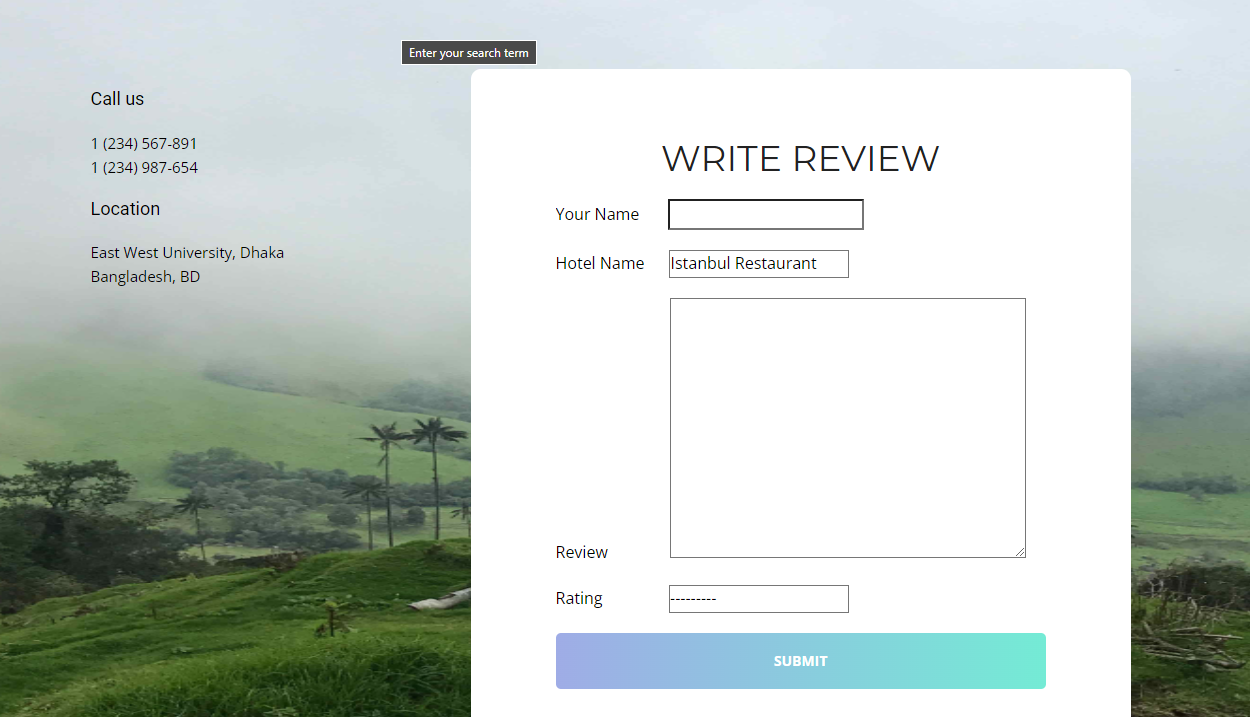 Enter your search term
Call us
1 (234) 567-891
1 (234) 987-654
Location
East West University, Dhaka
Bangladesh, BD
WRITE REVIEW
Your Name
Hotel Name Istanbul Restaurant
Review
Rating ---------
SUBMIT